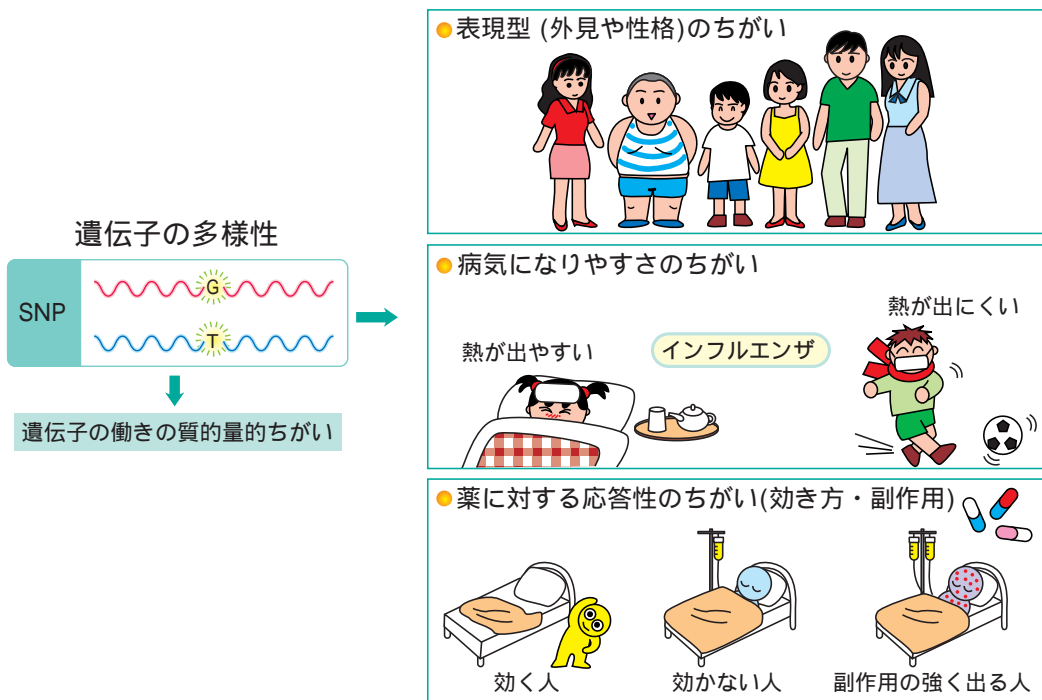 遺伝子の多様性
SNP
G
T
遺伝子の働きの質的量的ちがい
表現型 (外見や性格)のちがい
病気になりやすさのちがい
熱が出やすい
インフルエンザ
熱が出にくい
薬に対する応答性のちがい(効き方・副作用)
効く人
効かない人
副作用の強く出る人